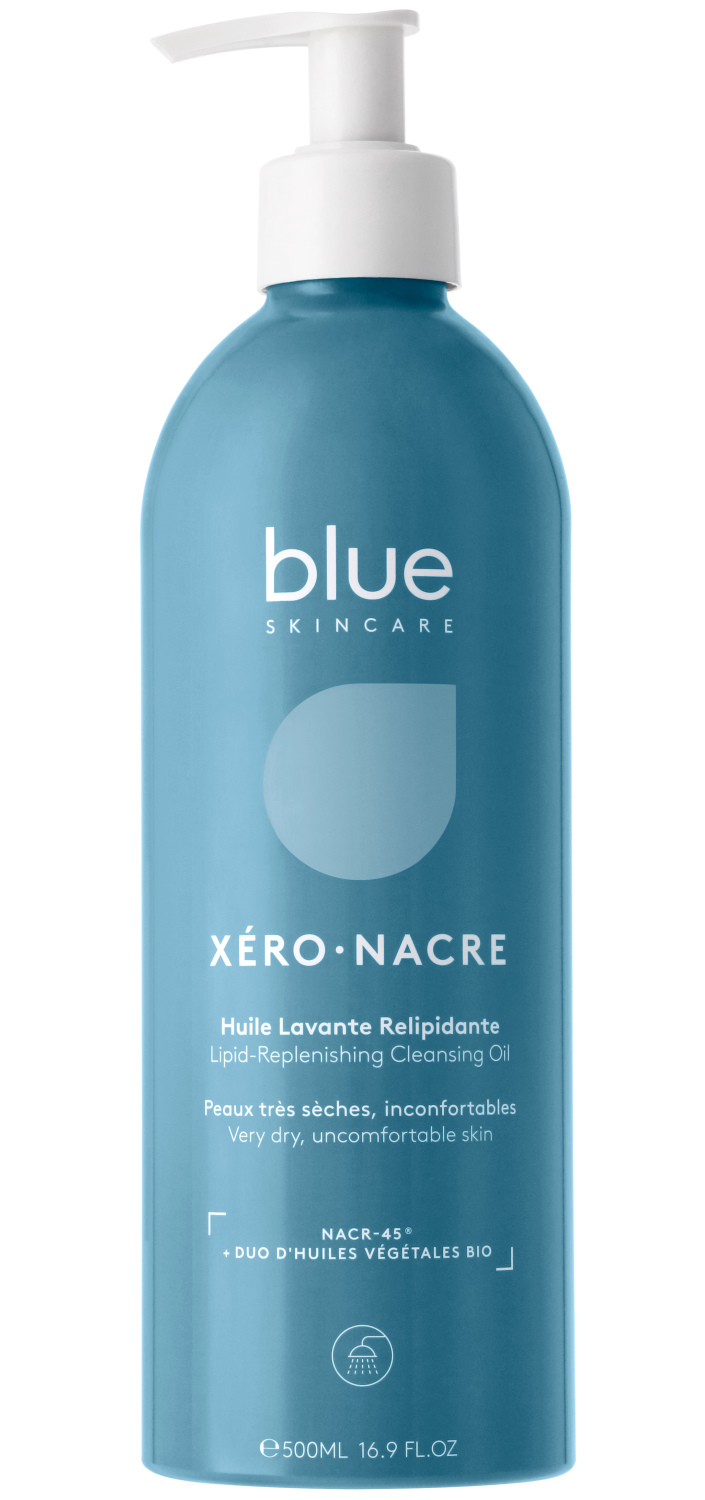 blue
SKINCARE
XÉRO·NACRE
Huile Lavante Relipidante
Lipid-Replenishing Cleansing Oil
Peaux très sèches, inconfortables
Very dry, uncomfortable skin
NACR-45®
+ DUO D'HUILES VÉGÉTALES BIO
℮500ML 16.9 FL.OZ